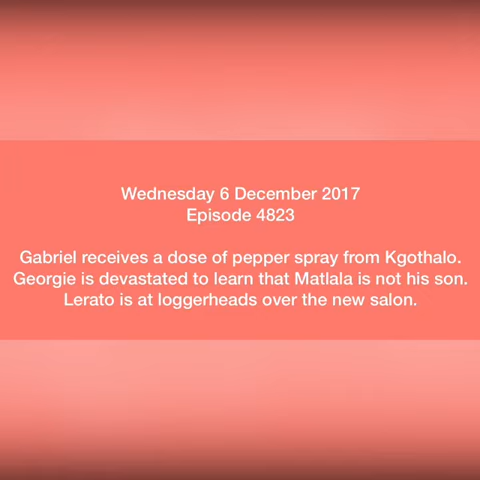 Wednesday 6 December 2017
Episode 4823
Gabriel receives a dose of pepper spray from Kgothalo.
Georgie is devastated to learn that Matlala is not his son.
Lerato is at loggerheads over the new salon.